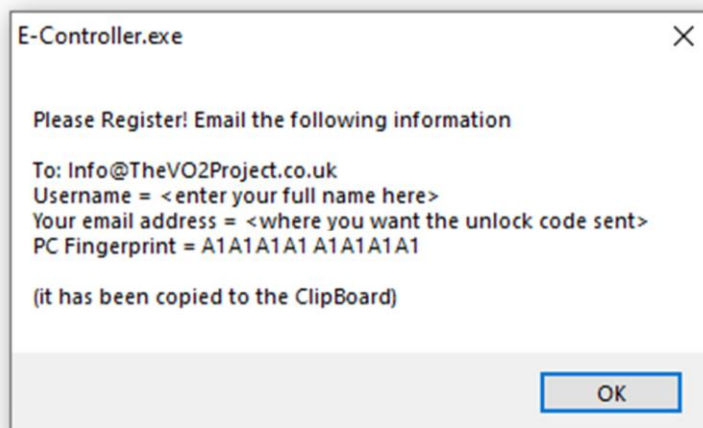 E-Controller.exe
Please Register! Email the following information
To: Info@TheVO2Project.co.uk
Username = <enter your full name here>
Your email address = <where you want the unlock code sent>
PC Fingerprint = A1A1A1A1 A1A1A1A1
(it has been copied to the ClipBoard)
OK